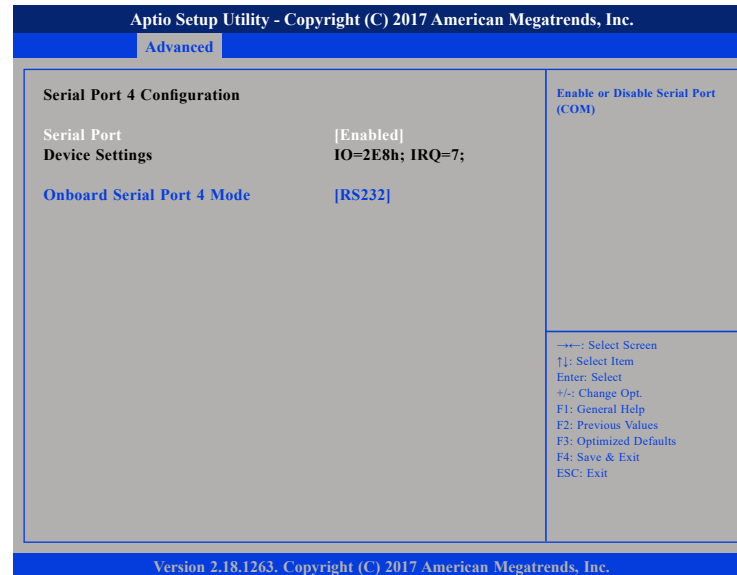 Aptio Setup Utility - Copyright (C) 2017 American Megatrends, Inc.
Advanced
Serial Port 4 Configuration
Serial Port [Enabled]
Device Settings IO=2E8h; IRQ=7;
Onboard Serial Port 4 Mode [RS232]
Enable or Disable Serial Port
(COM)
→←: Select Screen
↑↓: Select Item
Enter: Select
+/-: Change Opt.
F1: General Help
F2: Previous Values
F3: Optimized Defaults
F4: Save & Exit
ESC: Exit
Version 2.18.1263. Copyright (C) 2017 American Megatrends, Inc.